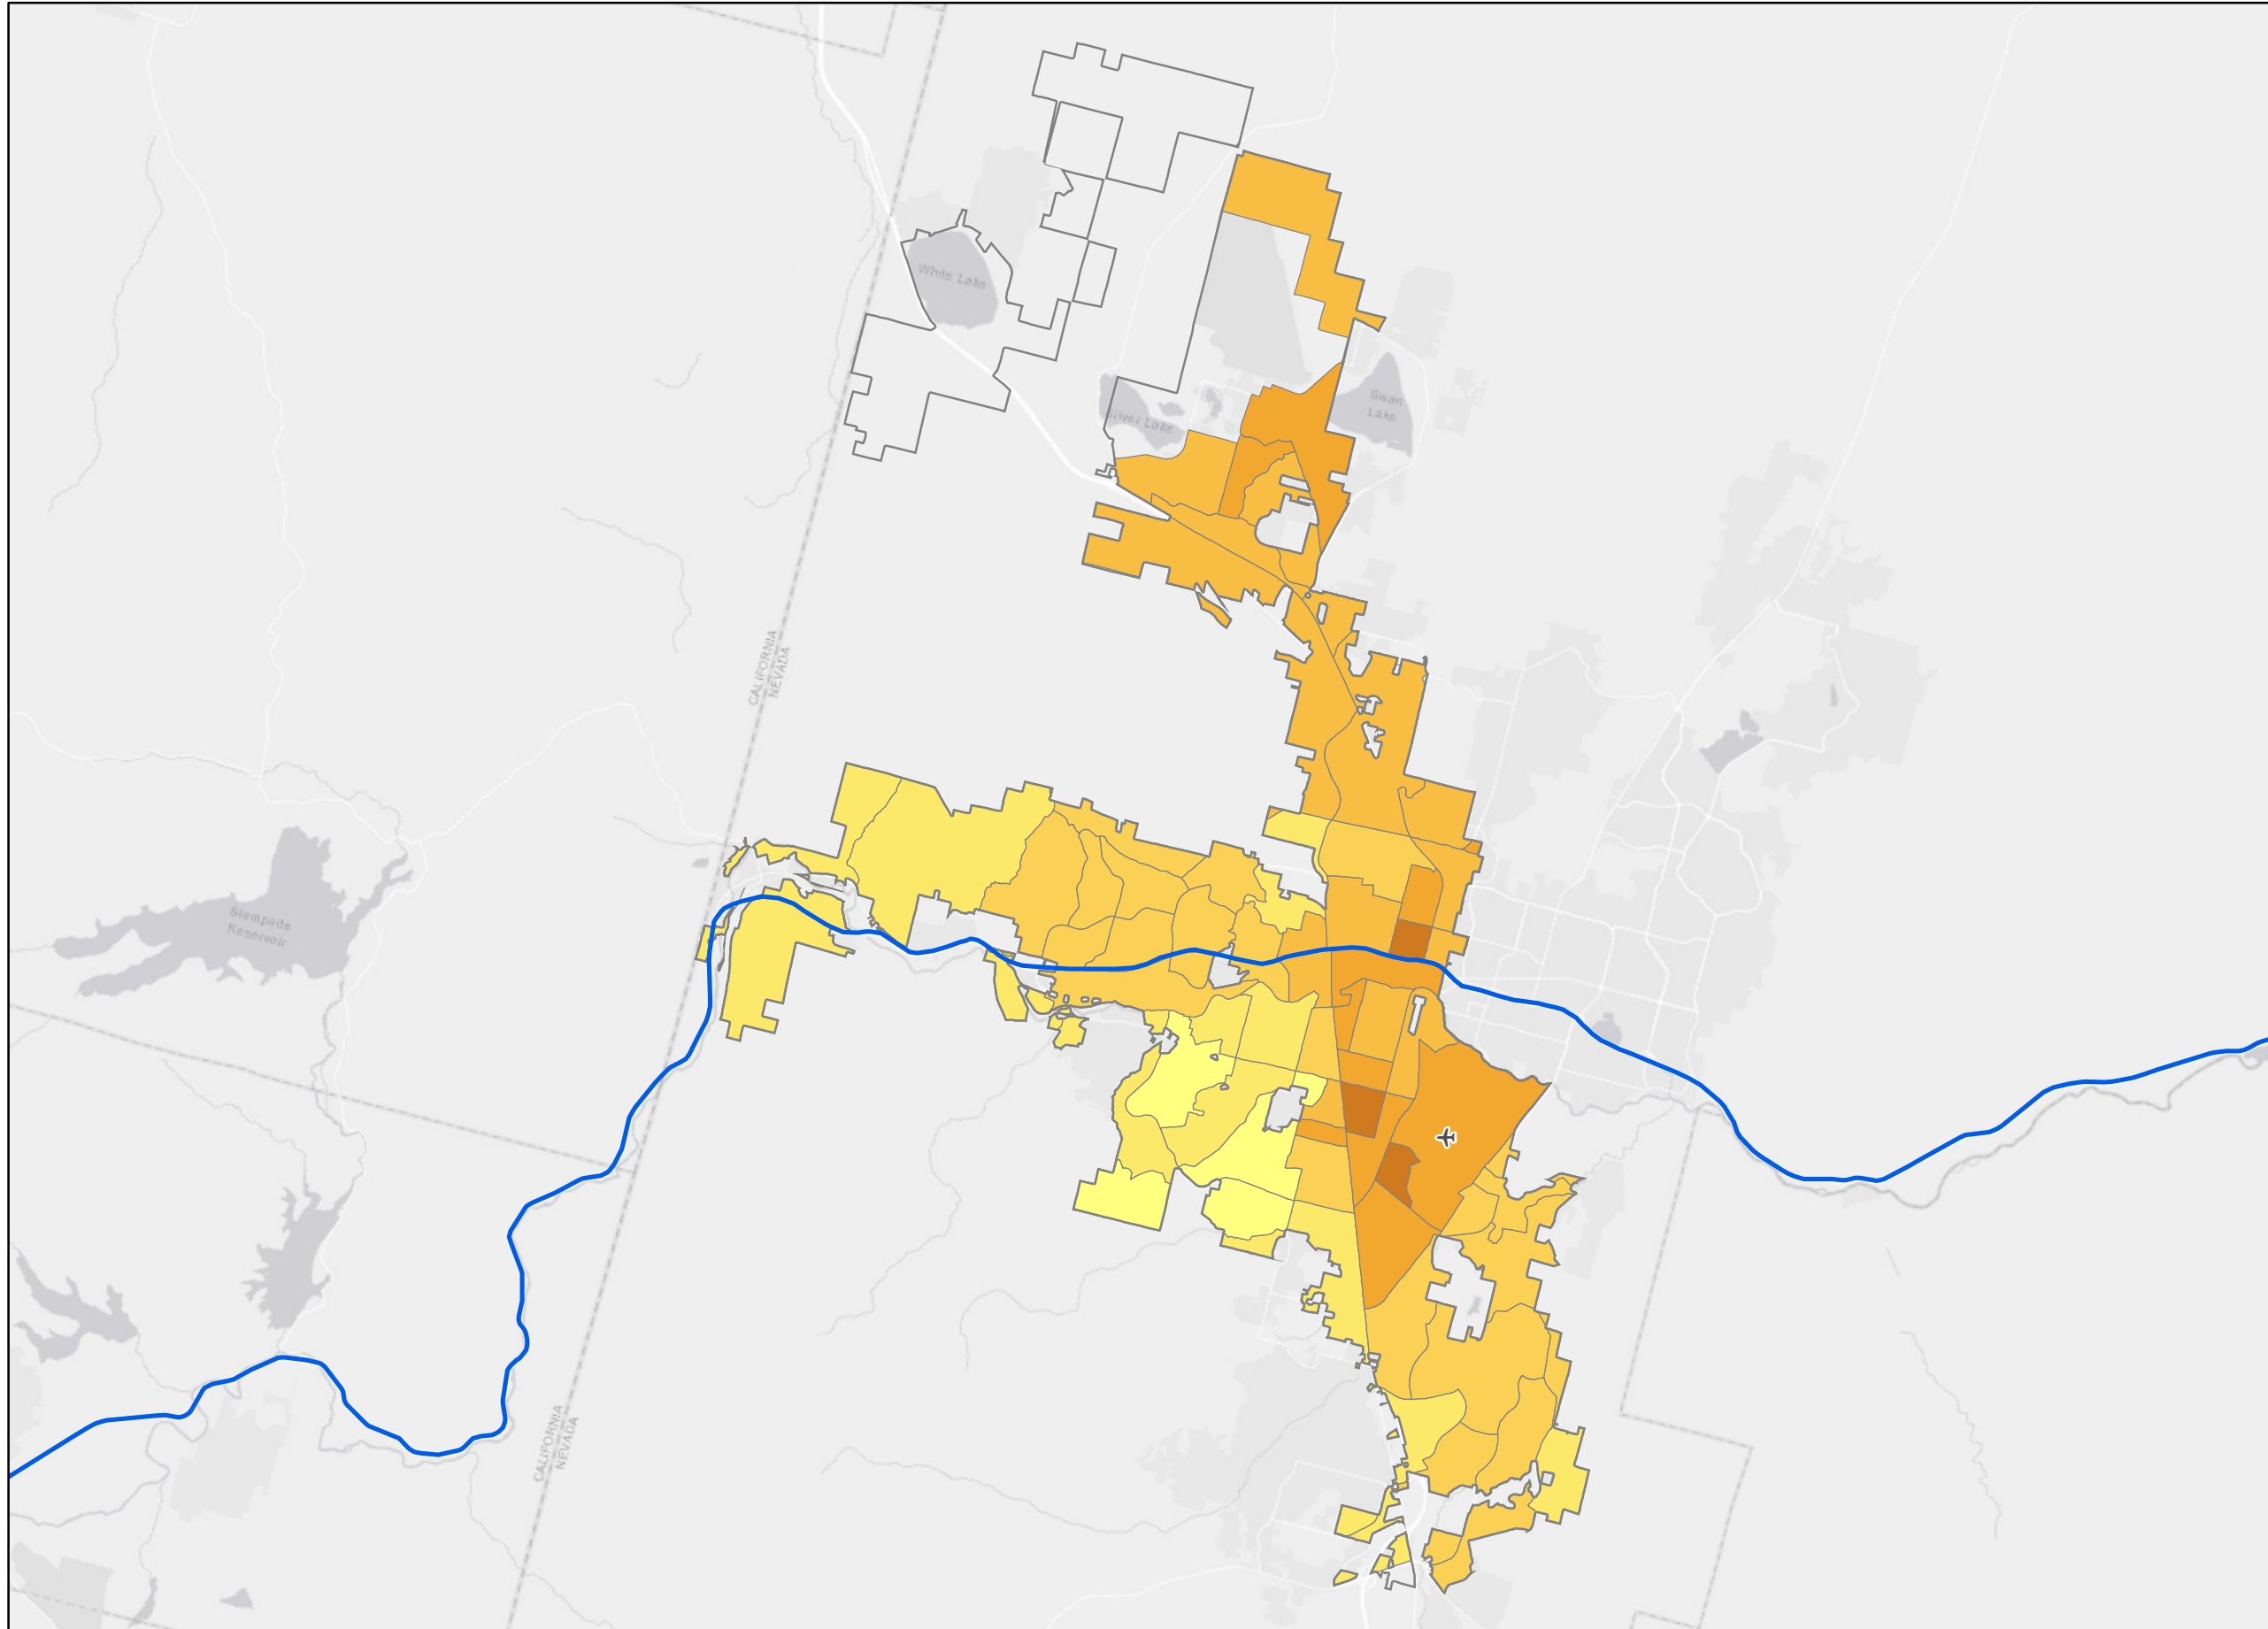 White Lake
Silver Lake
Swan
Lake
CALIFORNIA
NEVADA
Stampede
Reservoir
CALIFORNIA
NEVADA